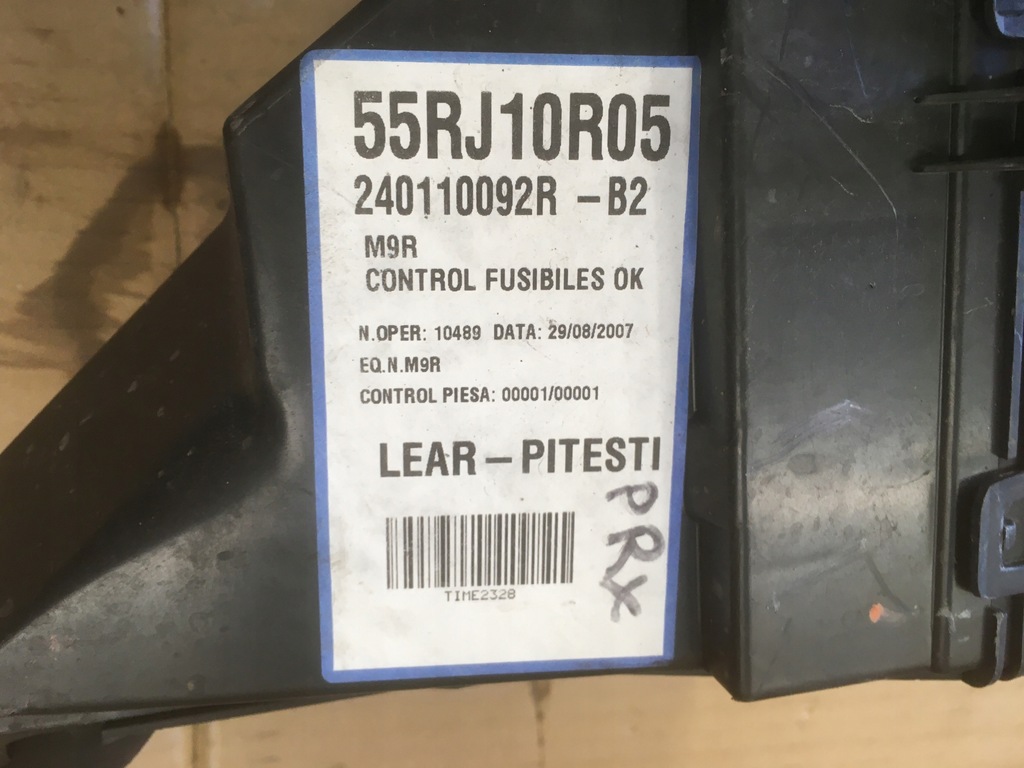 55RJ10R05
240110092R -B2
M9R
CONTROL FUSIBILES OK
N.OPER: 10489 DATA: 29/08/2007
EQ.N.M9R
CONTROL PIESA: 00001/00001
LEAR-PITESTI
PRX
TIME2328